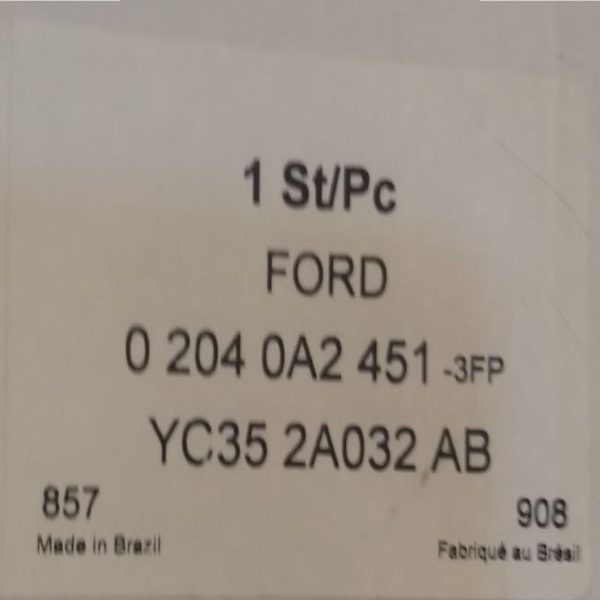 1 St/Pc
FORD
0 204 0A2 451 -3FP
YC35 2A032 AB
857
908
Made in Brazil
Fabriqué au Brésil